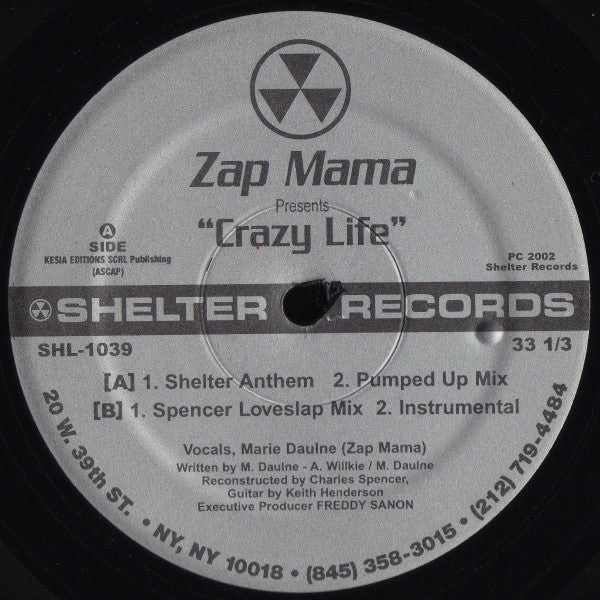 Zap Mama
Presents
"Crazy Life"
A
SIDE
KESIA EDITIONS SCRL Publishing
(ASCAP)
PC 2002
Shelter Records
SHELTER RECORDS
SHL-1039
33 1/3
[A] 1. Shelter Anthem 2. Pumped Up Mix
[B] 1. Spencer Loveslap Mix 2. Instrumental
Vocals, Marie Daulne (Zap Mama)
Written by M. Daulne - A. Willkie / M. Daulne
Reconstructed by Charles Spencer,
Guitar by Keith Henderson
Executive Producer FREDDY SANON
20 W. 39th ST. • NY, NY 10018 • (845) 358-3015 • (212) 719-4484